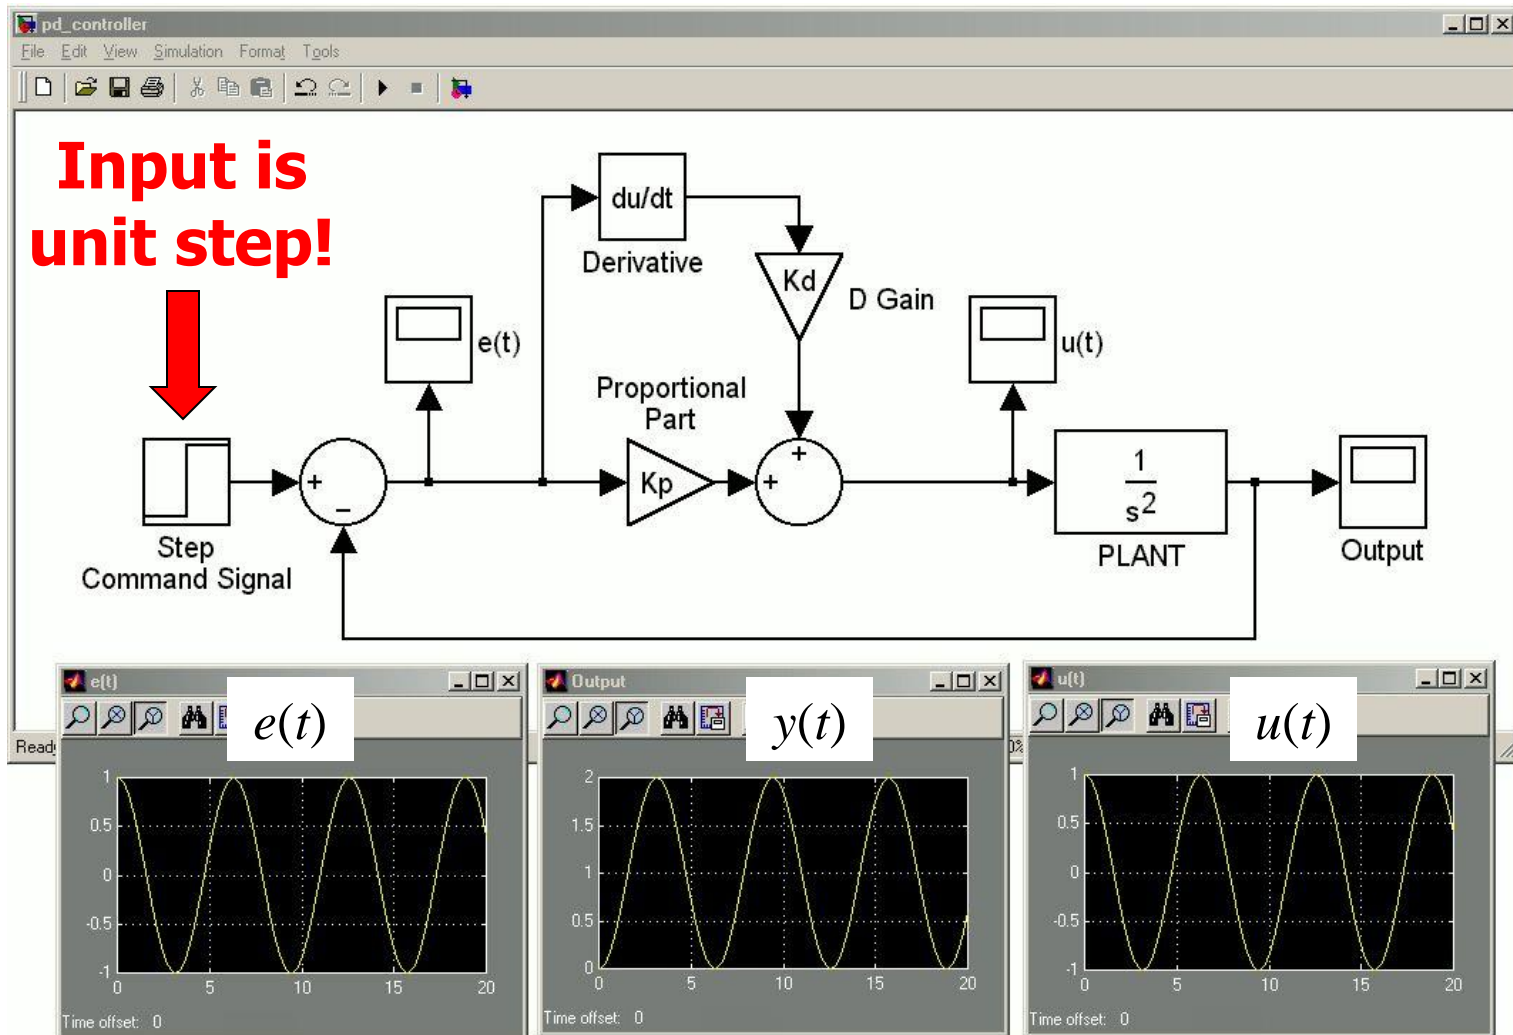 pd_controller
File Edit View Simulation Format Tools
Input is
unit step!
du/dt
Derivative
Kd
D Gain
e(t)
u(t)
Proportional
Part
+
+
1
s2
+
Kp
+
−
PLANT
Step
Command Signal
Output
e(t)
Output
u(t)
e(t)
y(t)
u(t)
1
0.5
0
-0.5
-1
0 5 10 15 20
Time offset: 0
2
1.5
1
0.5
0
0 5 10 15 20
Time offset: 0
1
0.5
0
-0.5
-1
0 5 10 15 20
Time offset: 0